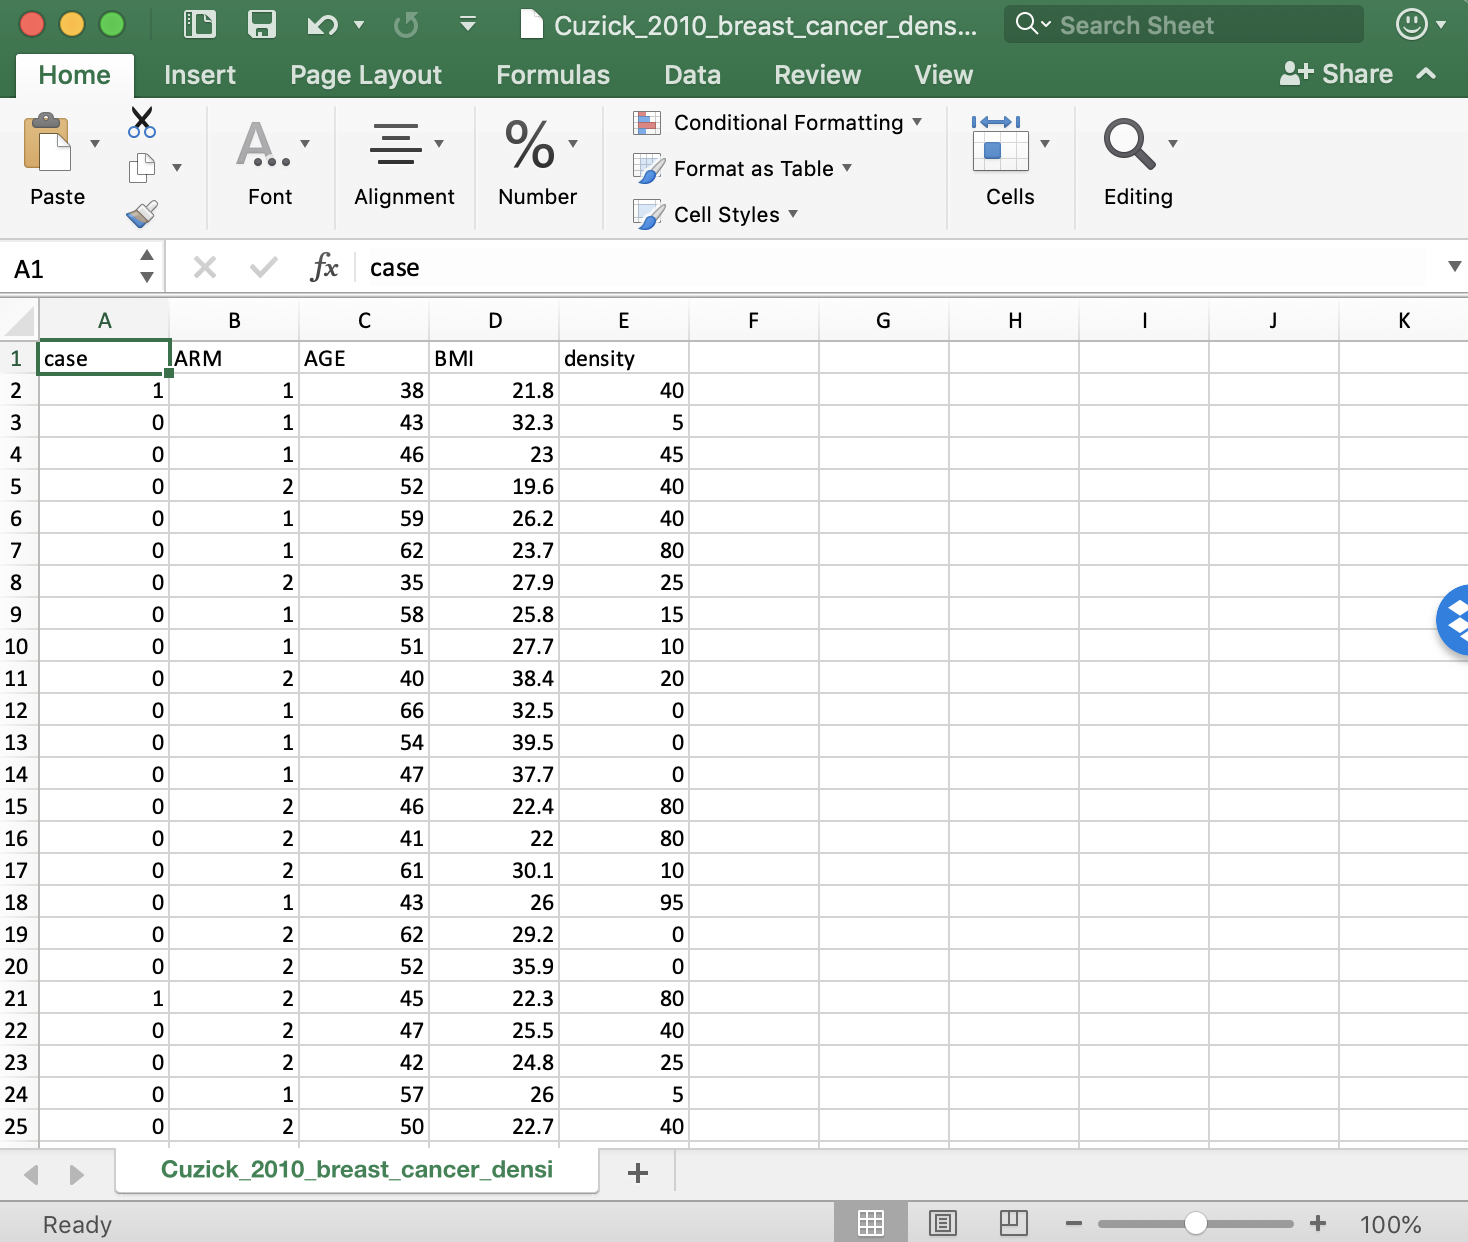 Cuzick_2010_breast_cancer_dens... Search Sheet
Home Insert Page Layout Formulas Data Review View Share
Conditional Formatting
Format as Table
Cell Styles
Paste Font Alignment Number Cells Editing
A1 fx case
A B C D E F G H I J K
1 case ARM AGE BMI density
2 1 1 38 21.8 40
3 0 1 43 32.3 5
4 0 1 46 23 45
5 0 2 52 19.6 40
6 0 1 59 26.2 40
7 0 1 62 23.7 80
8 0 2 35 27.9 25
9 0 1 58 25.8 15
10 0 1 51 27.7 10
11 0 2 40 38.4 20
12 0 1 66 32.5 0
13 0 1 54 39.5 0
14 0 1 47 37.7 0
15 0 2 46 22.4 80
16 0 2 41 22 80
17 0 2 61 30.1 10
18 0 1 43 26 95
19 0 2 62 29.2 0
20 0 2 52 35.9 0
21 1 2 45 22.3 80
22 0 2 47 25.5 40
23 0 2 42 24.8 25
24 0 1 57 26 5
25 0 2 50 22.7 40
Cuzick_2010_breast_cancer_densi +
Ready 100%